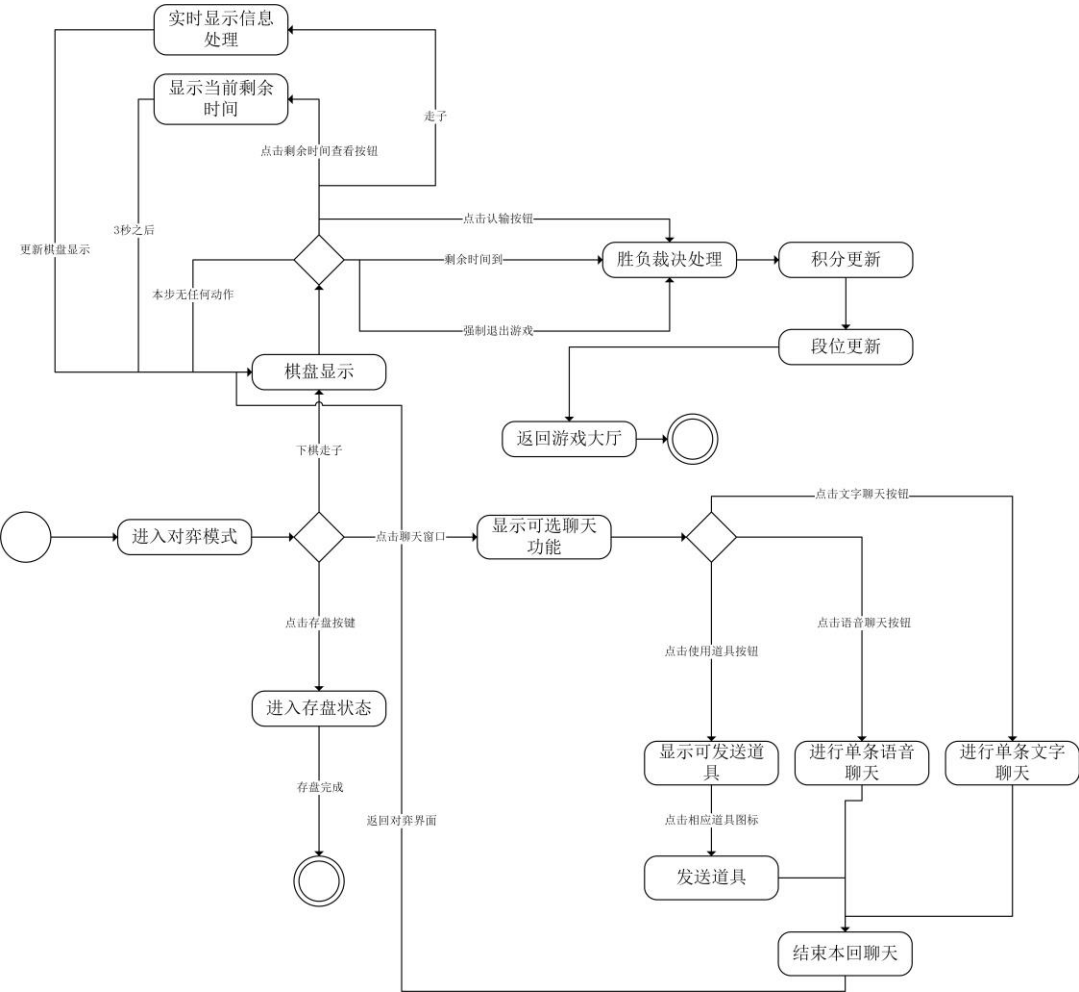 实时显示信息
处理
显示当前剩余
时间
走子
点击剩余时间查看按钮
点击认输按钮
3秒之后
更新棋盘显示
剩余时间到
胜负裁决处理
积分更新
本步无任何动作
强制退出游戏
段位更新
棋盘显示
返回游戏大厅
下棋走子
点击文字聊天按钮
进入对弈模式
点击聊天窗口
显示可选聊天
功能
点击存盘按键
点击语音聊天按钮
点击使用道具按钮
进入存盘状态
显示可发送道
具
进行单条语音
聊天
进行单条文字
聊天
存盘完成
返回对弈界面
点击相应道具图标
发送道具
结束本回聊天